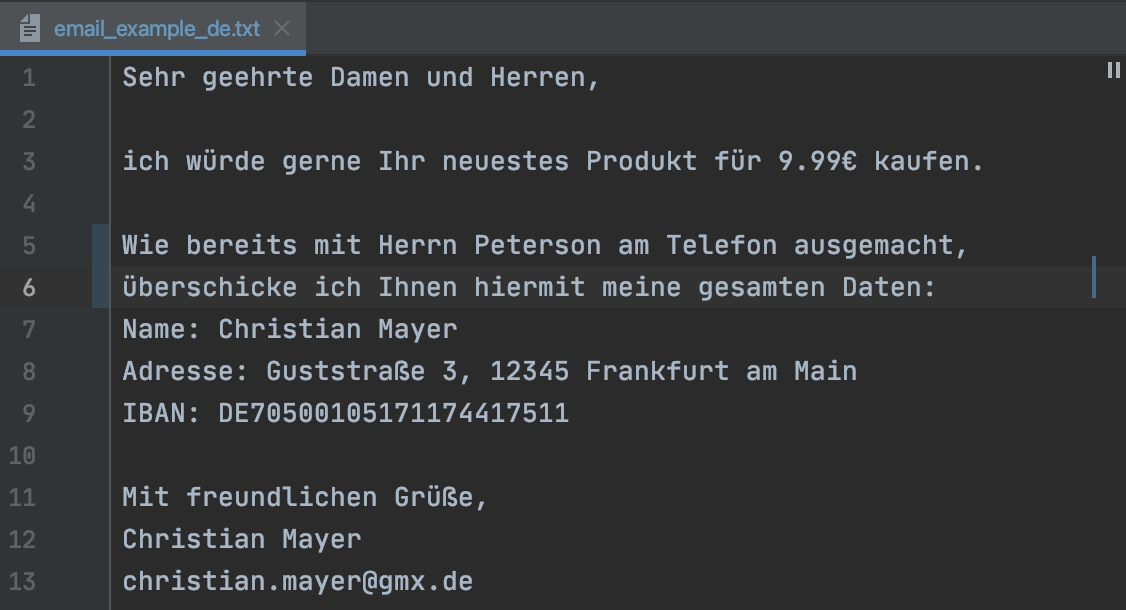 email_example_de.txt
1 Sehr geehrte Damen und Herren,
2
3 ich würde gerne Ihr neuestes Produkt für 9.99€ kaufen.
4
5 Wie bereits mit Herrn Peterson am Telefon ausgemacht,
6 überschicke ich Ihnen hiermit meine gesamten Daten:
7 Name: Christian Mayer
8 Adresse: Guststraße 3, 12345 Frankfurt am Main
9 IBAN: DE70500105171174417511
10
11 Mit freundlichen Grüße,
12 Christian Mayer
13 christian.mayer@gmx.de